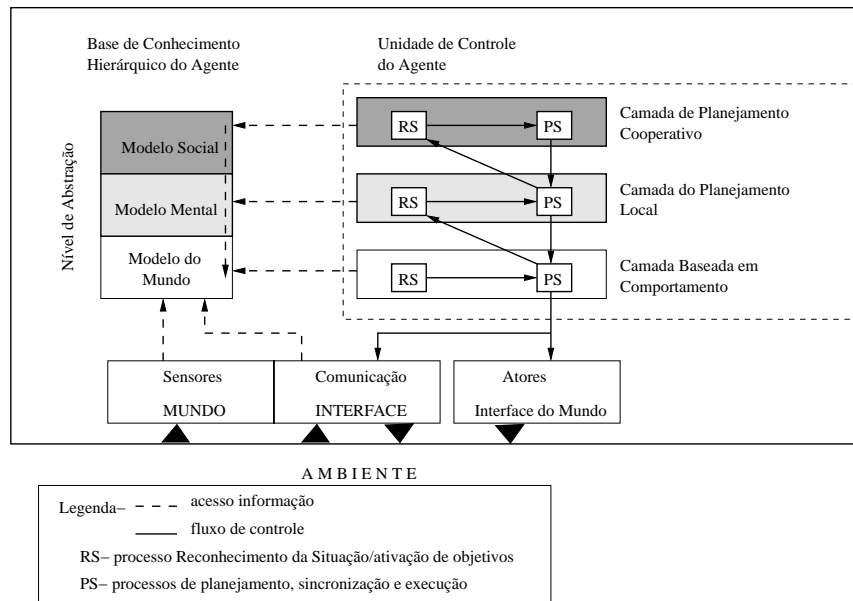 Base de Conhecimento
Hierárquico do Agente
Unidade de Controle
do Agente
Nível de Abstração
Modelo Social
Modelo Mental
Modelo do
Mundo
RS
PS
Camada de Planejamento
Cooperativo
RS
PS
Camada do Planejamento
Local
RS
PS
Camada Baseada em
Comportamento
Sensores
MUNDO
Comunicação
INTERFACE
Atores
Interface do Mundo
A M B I E N T E
Legenda–
acesso informação
fluxo de controle
RS– processo Reconhecimento da Situação/ativação de objetivos
PS– processos de planejamento, sincronização e execução